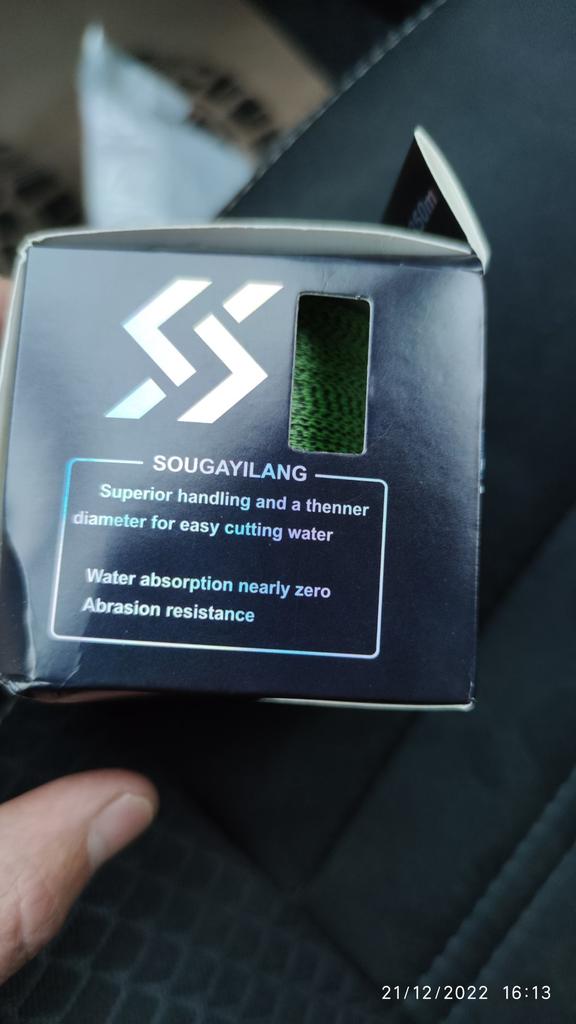 SOUGAYILANG
Superior handling and a thenner
diameter for easy cutting water
Water absorption nearly zero
Abrasion resistance
21/12/2022 16:13